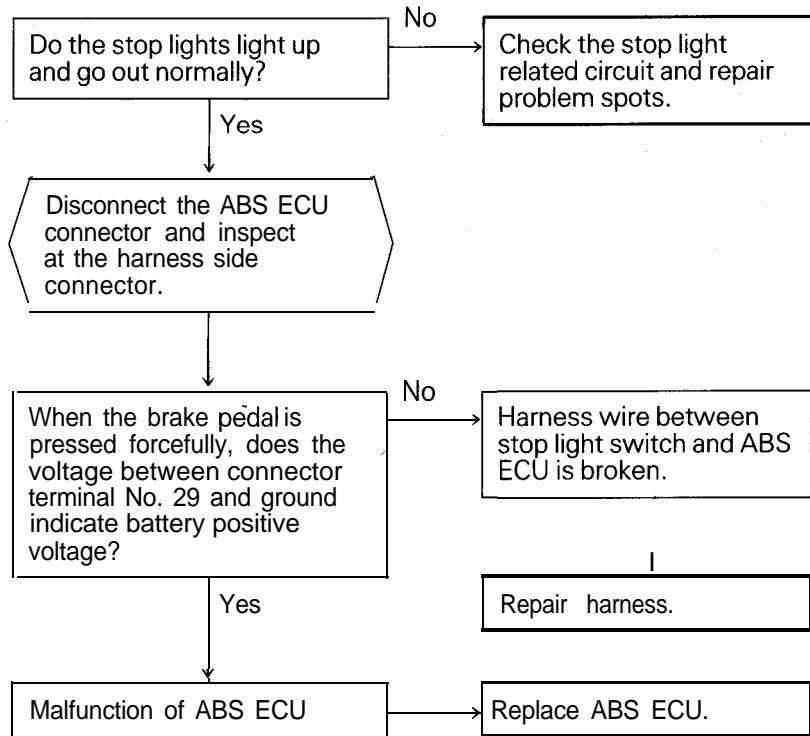 Do the stop lights light up
and go out normally?
No
Check the stop light
related circuit and repair
problem spots.
Yes
Disconnect the ABS ECU
connector and inspect
at the harness side
connector.
When the brake pedal is
pressed forcefully, does the
voltage between connector
terminal No. 29 and ground
indicate battery positive
voltage?
No
Harness wire between
stop light switch and ABS
ECU is broken.
Repair harness.
Yes
Malfunction of ABS ECU
Replace ABS ECU.